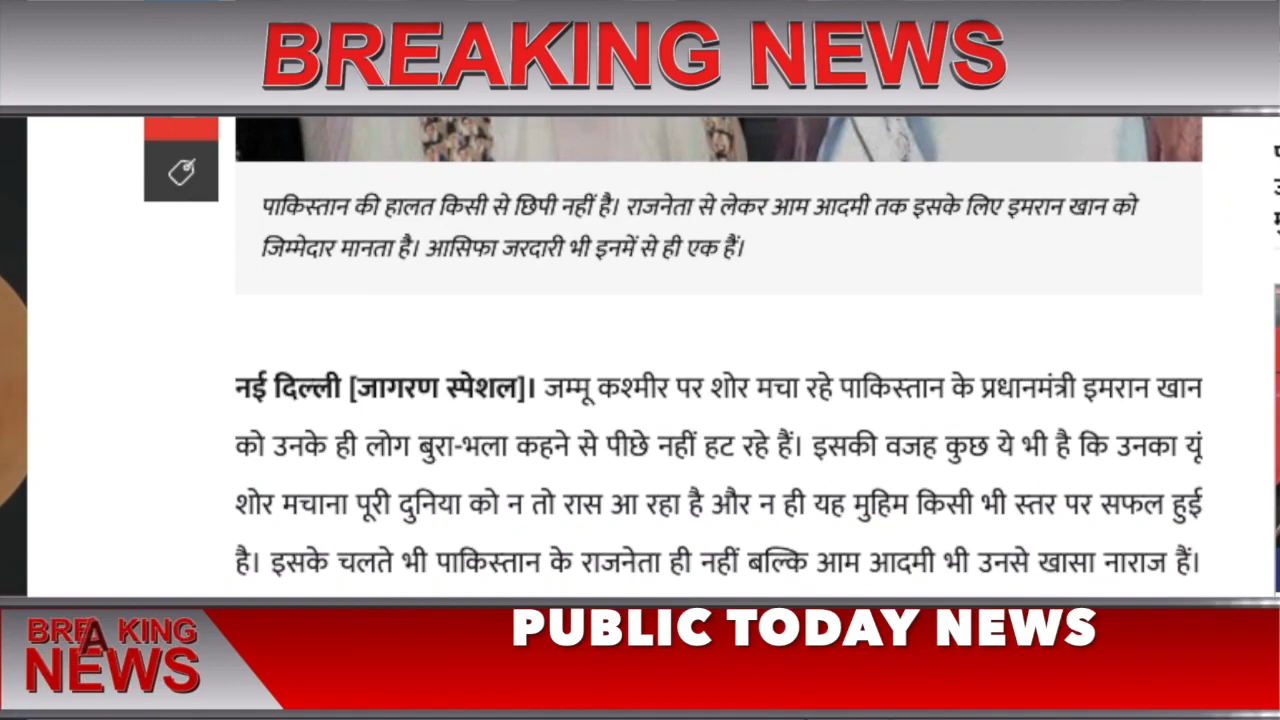 BREAKING NEWS
पाकिस्तान की हालत किसी से छिपी नहीं है। राजनेता से लेकर आम आदमी तक इसके लिए इमरान खान को
जिम्मेदार मानता है। आसिफा जरदारी भी इनमें से ही एक हैं।
नई दिल्ली [जागरण स्पेशल]। जम्मू कश्मीर पर शोर मचा रहे पाकिस्तान के प्रधानमंत्री इमरान खान
को उनके ही लोग बुरा-भला कहने से पीछे नहीं हट रहे हैं। इसकी वजह कुछ ये भी है कि उनका यूं
शोर मचाना पूरी दुनिया को न तो रास आ रहा है और न ही यह मुहिम किसी भी स्तर पर सफल हुई
है। इसके चलते भी पाकिस्तान के राजनेता ही नहीं बल्कि आम आदमी भी उनसे खासा नाराज हैं।
BREAKING
NEWS
PUBLIC TODAY NEWS